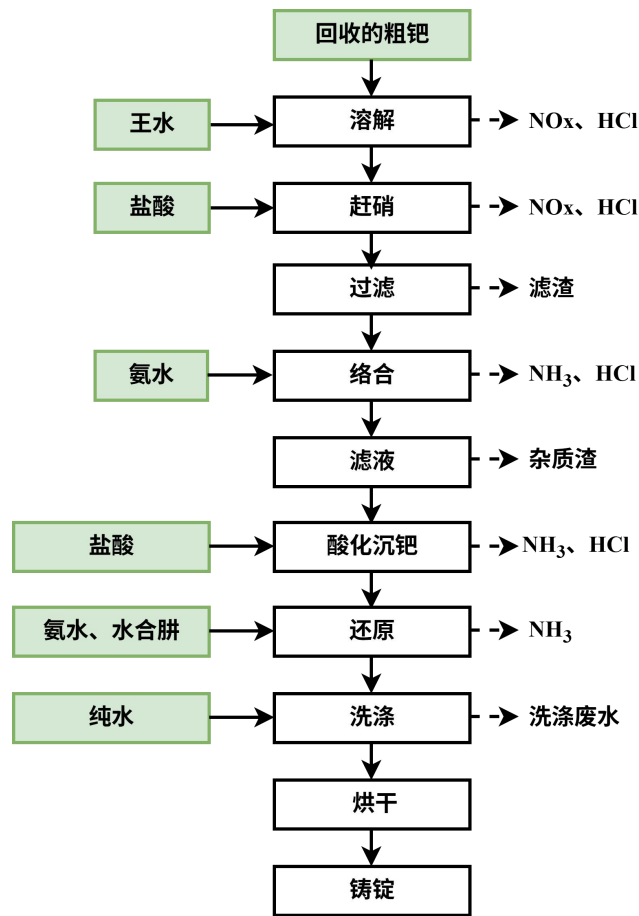 回收的粗钯
王水
溶解
NOx、HCl
盐酸
赶硝
NOx、HCl
过滤
滤渣
氨水
络合
NH₃、HCl
滤液
杂质渣
盐酸
酸化沉钯
NH₃、HCl
氨水、水合肼
还原
NH₃
纯水
洗涤
洗涤废水
烘干
铸锭